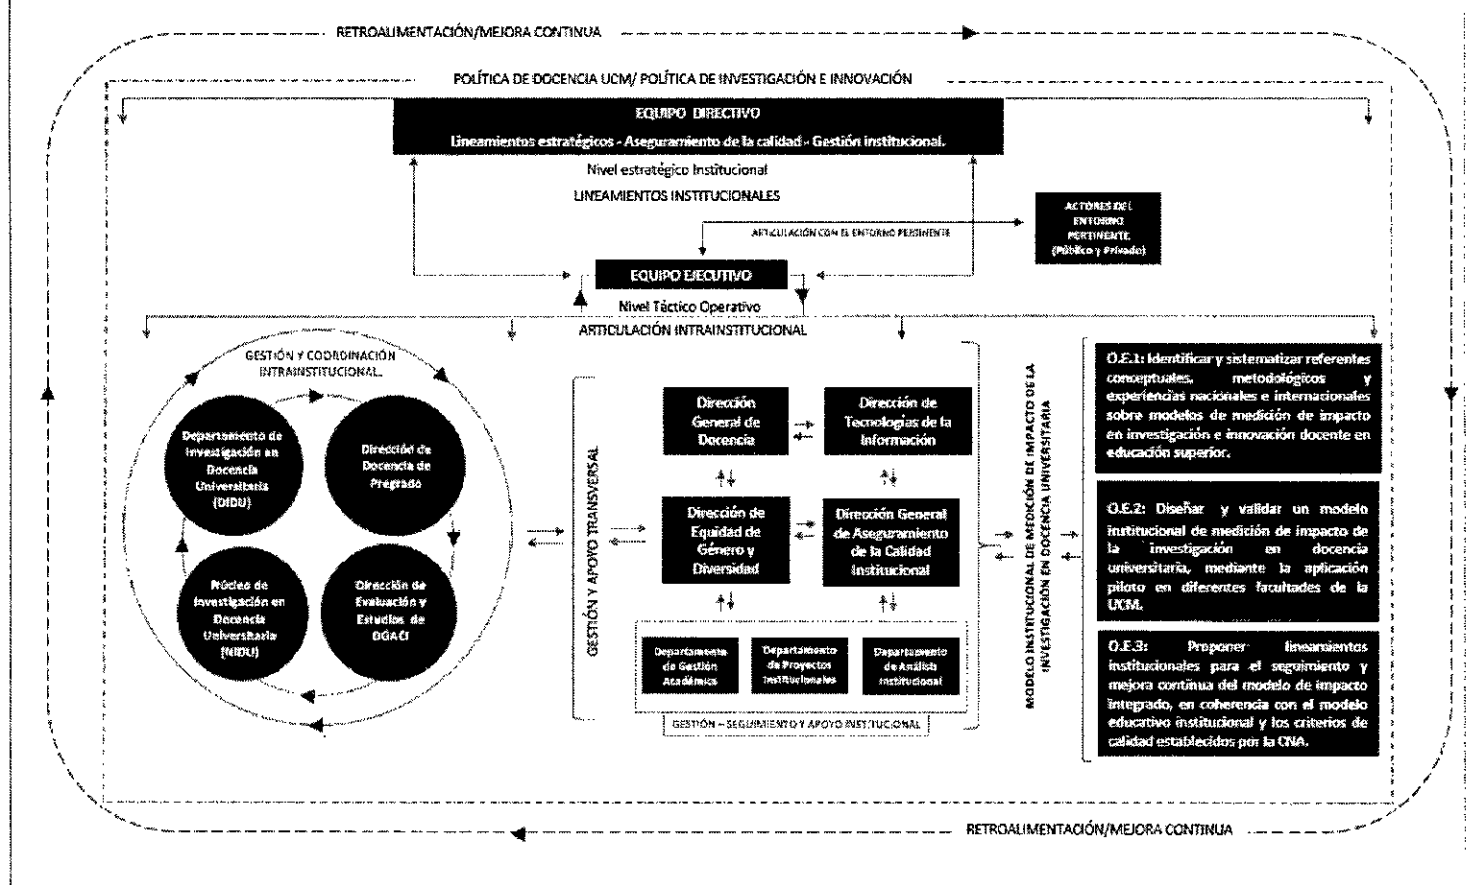 RETROALIMENTACIÓN/MEJORA CONTINUA
POLÍTICA DE DOCENCIA UCM/ POLÍTICA DE INVESTIGACIÓN E INNOVACIÓN
EQUIPO DIRECTIVO
Lineamientos estratégicos - Aseguramiento de la calidad - Gestión institucional.
Nivel estratégico Institucional
LINEAMIENTOS INSTITUCIONALES
ACTORES DEL
ENTORNO
PERTINENTE
(Público y Privado)
ARTICULACIÓN CON EL ENTORNO PERTINENTE
EQUIPO EJECUTIVO
Nivel Táctico Operativo
ARTICULACIÓN INTRAINSTITUCIONAL
GESTIÓN Y COORDINACIÓN
INTRAINSTITUCIONAL.
Departamento de
Investigación en
Docencia
Universitaria
(DIDU)
Dirección de
Docencia de
Pregrado
Núcleo de
Investigación en
Docencia
Universitaria
(NIDU)
Dirección de
Evaluación y
Estudios de
DGACI
GESTIÓN Y APOYO TRANSVERSAL
Dirección
General de
Docencia
Dirección de
Tecnologías de la
Información
Dirección de
Equidad de
Género y
Diversidad
Dirección General
de Aseguramiento
de la Calidad
Institucional
Departamento
de Gestión
Académica
Departamento
de Proyectos
Institucionales
Departamento
de Análisis
Institucional
GESTIÓN – SEGUIMIENTO Y APOYO INSTITUCIONAL
MODELO INSTITUCIONAL DE MEDICIÓN DE IMPACTO DE LA
INVESTIGACIÓN EN DOCENCIA UNIVERSITARIA
O.E.1: Identificar y sistematizar referentes
conceptuales, metodológicos y
experiencias nacionales e internacionales
sobre modelos de medición de impacto
en investigación e innovación docente en
educación superior.
O.E.2: Diseñar y validar un modelo
institucional de medición de impacto de
la investigación en docencia
universitaria, mediante la aplicación
piloto en diferentes facultades de la
UCM.
O.E.3: Proponer lineamientos
institucionales para el seguimiento y
mejora continua del modelo de impacto
integrado, en coherencia con el modelo
educativo institucional y los criterios de
calidad establecidos por la CNA.
RETROALIMENTACIÓN/MEJORA CONTINUA